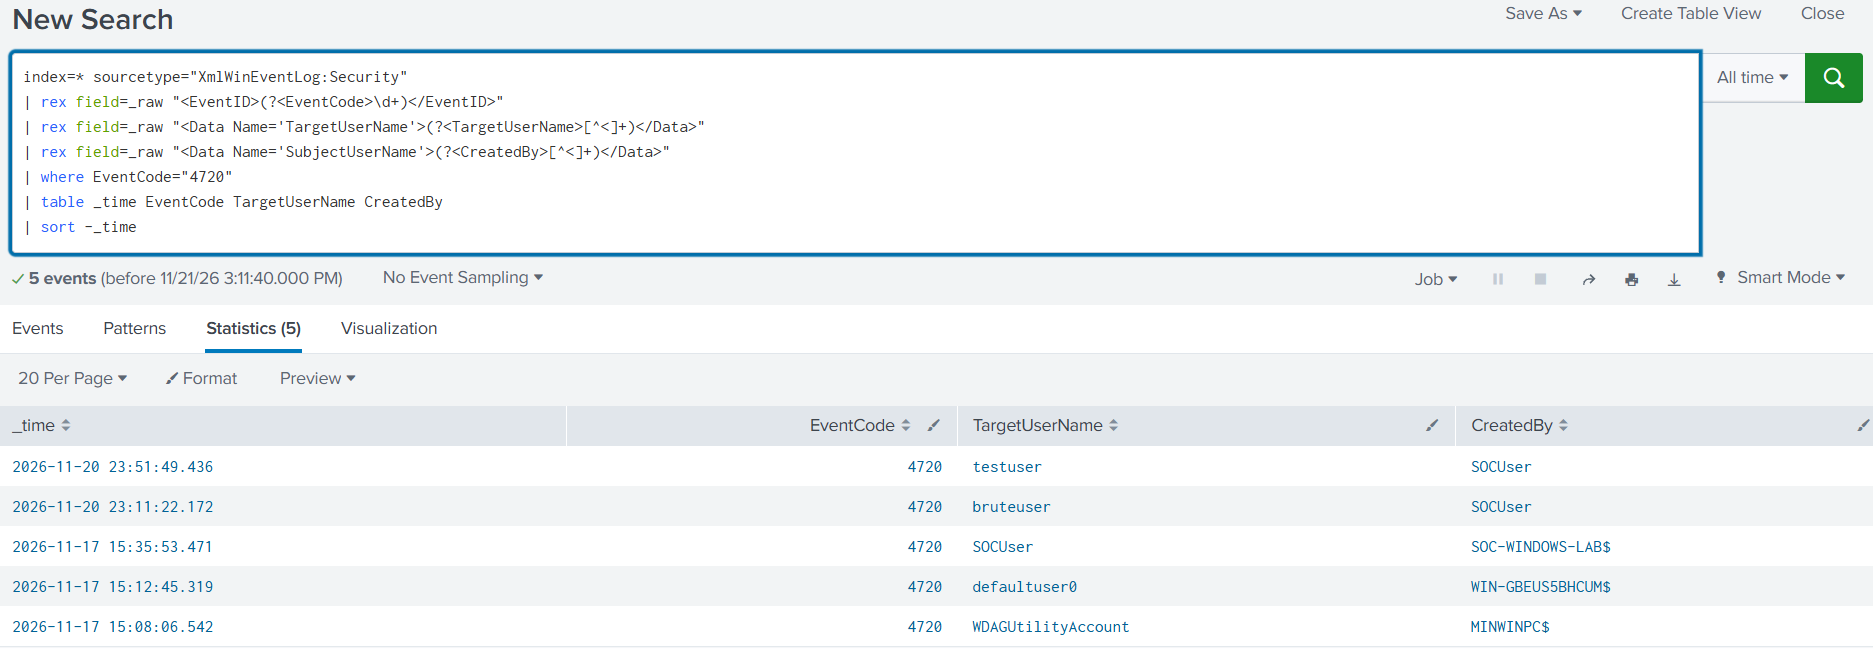 New Search
Save As Create Table View Close
index=* sourcetype="XmlWinEventLog:Security"
| rex field=_raw "<EventID>(?<EventCode>\d+)</EventID>"
| rex field=_raw "<Data Name='TargetUserName'>(?<TargetUserName>[^<]+)</Data>"
| rex field=_raw "<Data Name='SubjectUserName'>(?<CreatedBy>[^<]+)</Data>"
| where EventCode="4720"
| table _time EventCode TargetUserName CreatedBy
| sort -_time
All time
5 events (before 11/21/26 3:11:40.000 PM) No Event Sampling Job Smart Mode
Events Patterns Statistics (5) Visualization
20 Per Page Format Preview
_time EventCode TargetUserName CreatedBy
2026-11-20 23:51:49.436 4720 testuser SOCUser
2026-11-20 23:11:22.172 4720 bruteuser SOCUser
2026-11-17 15:35:53.471 4720 SOCUser SOC-WINDOWS-LAB$
2026-11-17 15:12:45.319 4720 defaultuser0 WIN-GBEUS5BHCUM$
2026-11-17 15:08:06.542 4720 WDAGUtilityAccount MINWINPC$